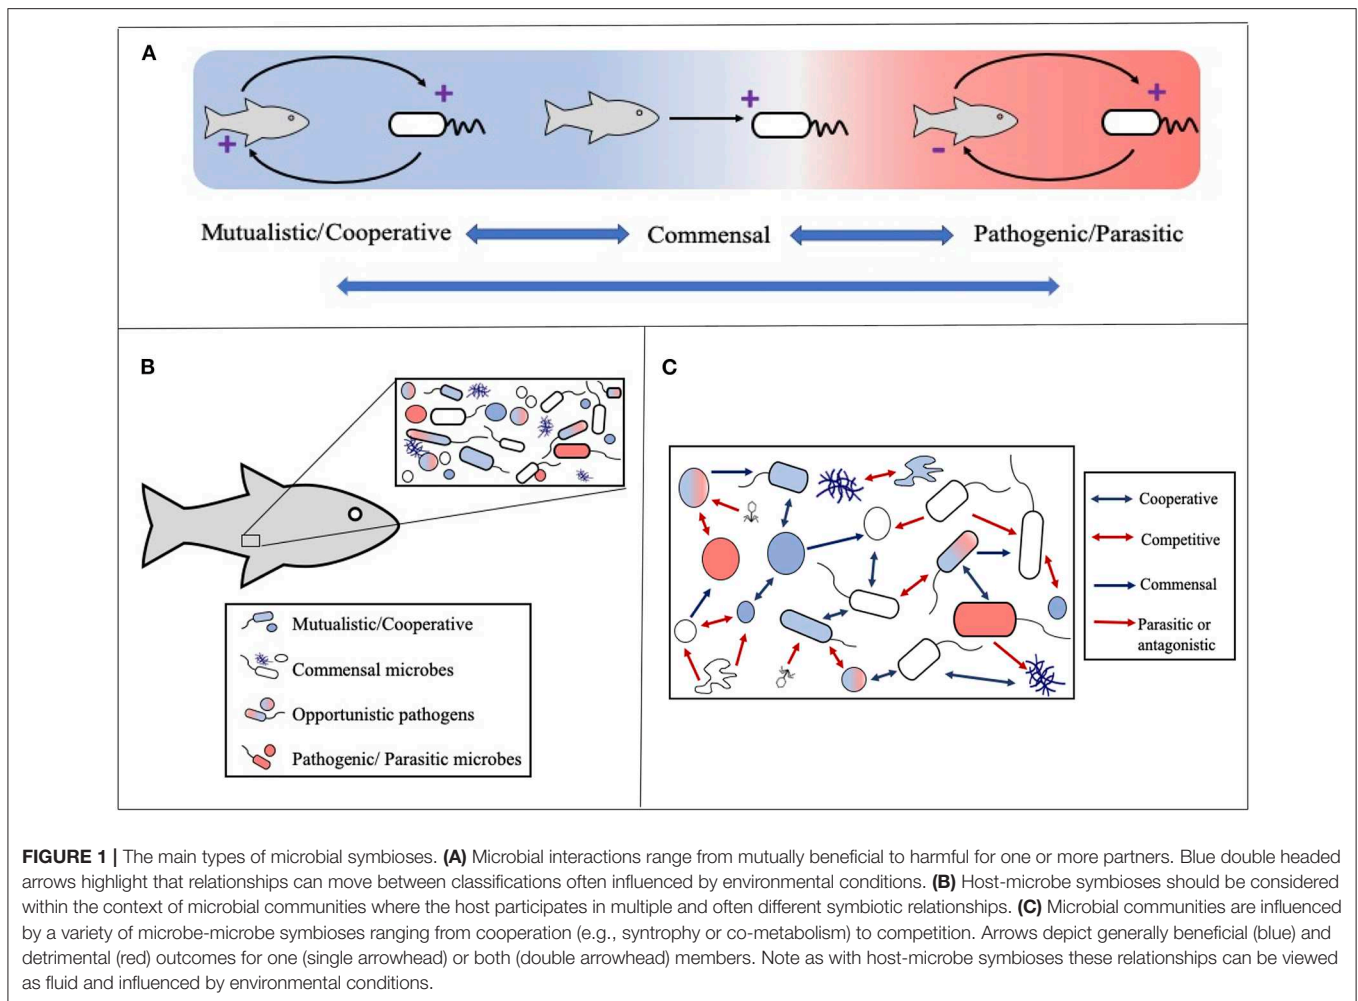 A
+
+
+
+
-
Mutualistic/Cooperative
Commensal
Pathogenic/Parasitic
B
Mutualistic/Cooperative
Commensal microbes
Opportunistic pathogens
Pathogenic/ Parasitic microbes
C
Cooperative
Competitive
Commensal
Parasitic or
antagonistic
FIGURE 1 | The main types of microbial symbioses. (A) Microbial interactions range from mutually beneficial to harmful for one or more partners. Blue double headed
arrows highlight that relationships can move between classifications often influenced by environmental conditions. (B) Host-microbe symbioses should be considered
within the context of microbial communities where the host participates in multiple and often different symbiotic relationships. (C) Microbial communities are influenced
by a variety of microbe-microbe symbioses ranging from cooperation (e.g., syntrophy or co-metabolism) to competition. Arrows depict generally beneficial (blue) and
detrimental (red) outcomes for one (single arrowhead) or both (double arrowhead) members. Note as with host-microbe symbioses these relationships can be viewed
as fluid and influenced by environmental conditions.